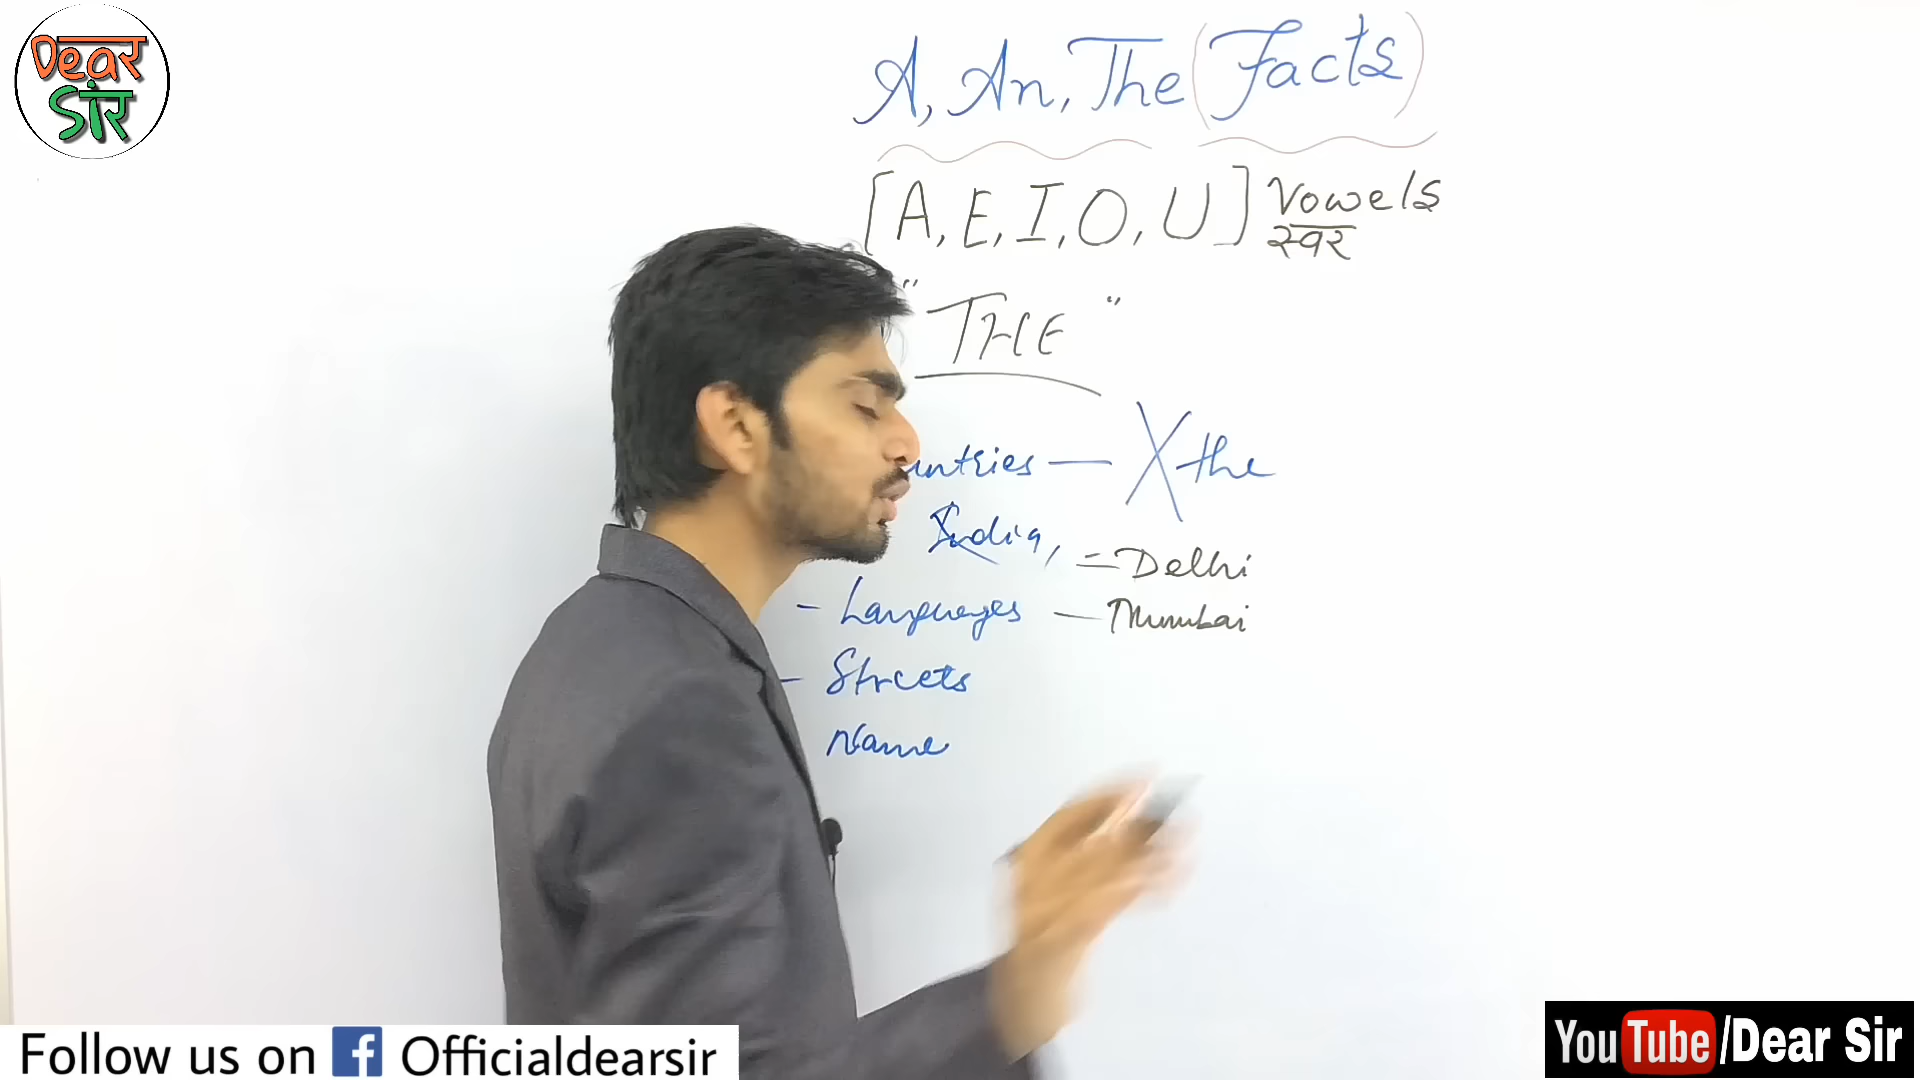 Dear
Sir
A, An, The (Facts)
[A, E, I, O, U] Vowels
स्वर
"THE"
untries — X the
India, = Delhi
- Languages — Mumbai
- Streets
Name
Follow us on f Officialdearsir
YouTube/Dear Sir